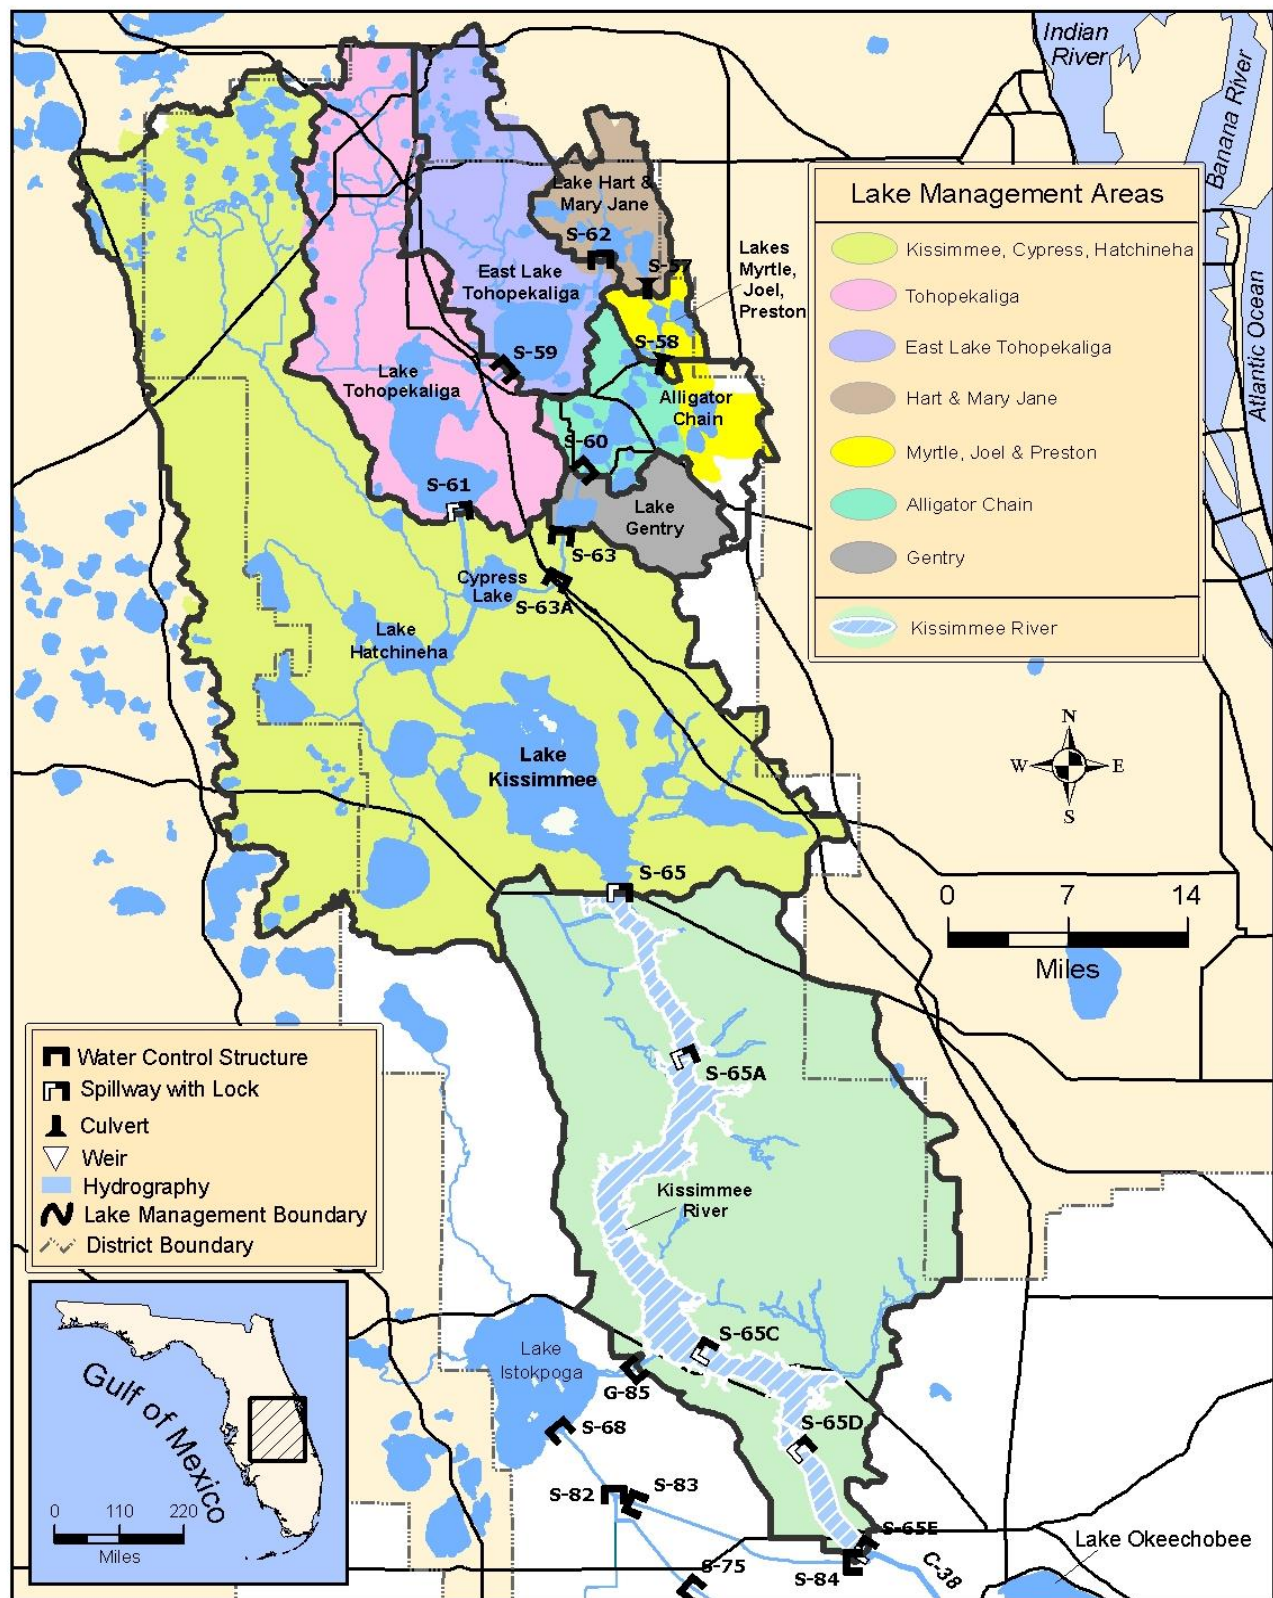 Indian
River
Banana River
Atlantic Ocean
Lake Management Areas
Kissimmee, Cypress, Hatchineha
Tohopekaliga
East Lake Tohopekaliga
Hart & Mary Jane
Myrtle, Joel & Preston
Alligator Chain
Gentry
Kissimmee River
Lake Hart &
Mary Jane
S-62
S-57
Lakes
Myrtle,
Joel,
Preston
East Lake
Tohopekaliga
S-59
S-58
Lake
Tohopekaliga
Alligator
Chain
S-60
S-61
Lake
Gentry
S-63
Cypress
Lake
S-63A
Lake
Hatchineha
Lake
Kissimmee
N
W
E
S
S-65
0 7 14
Miles
Water Control Structure
Spillway with Lock
Culvert
Weir
Hydrography
Lake Management Boundary
District Boundary
S-65A
Kissimmee
River
S-65C
Lake
Istokpoga
G-85
S-68
S-65D
S-82
S-83
S-65E
S-84
S-75
C-38
Lake Okeechobee
Gulf of Mexico
0 110 220
Miles